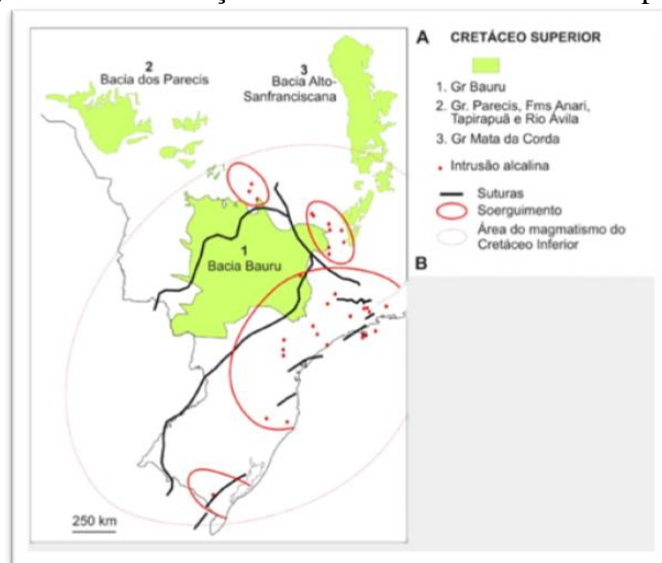 2
Bacia dos Parecis
3
Bacia Alto-
Sanfranciscana
1
Bacia Bauru
250 km
A CRETÁCEO SUPERIOR
1. Gr Bauru
2. Gr. Parecis, Fms Anari,
Tapirapuã e Rio Ávila
3. Gr Mata da Corda
Intrusão alcalina
Suturas
Soerguimento
Área do magmatismo do
Cretáceo Inferior
B